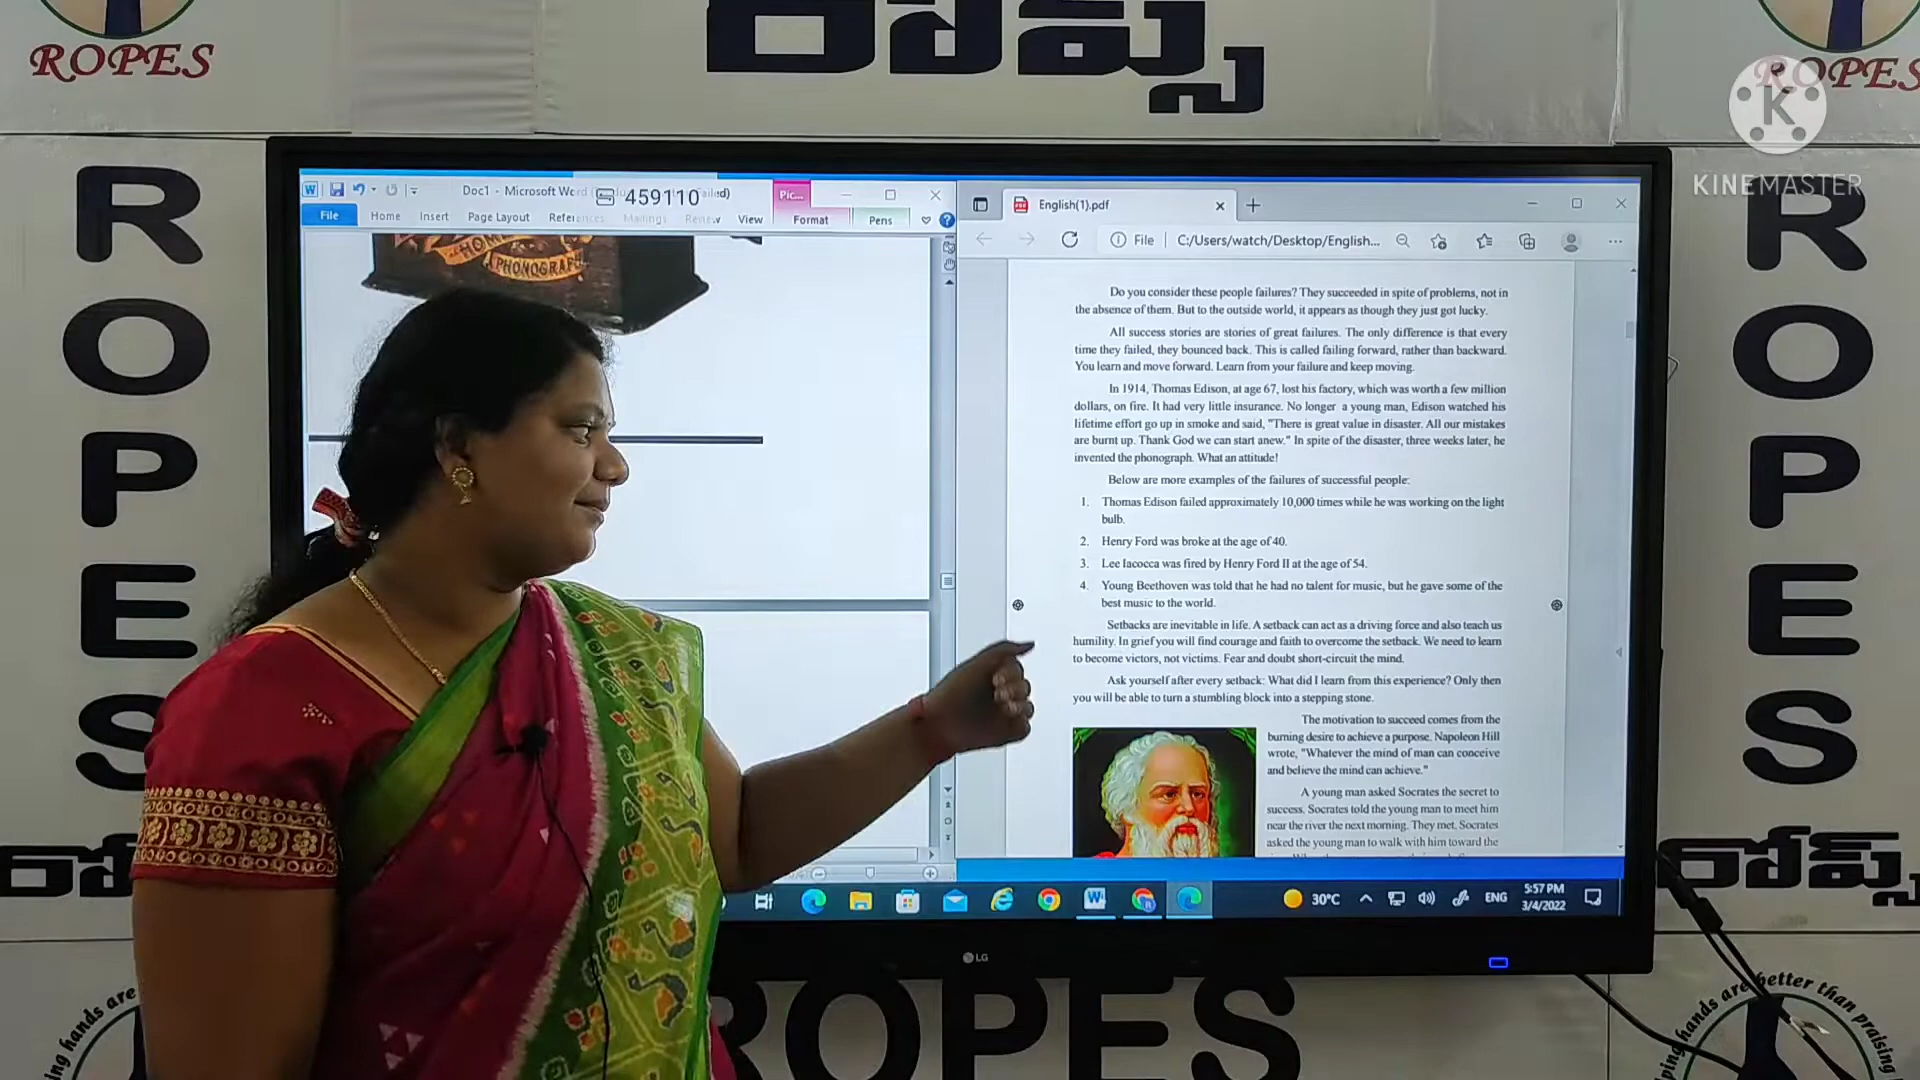 ROPES
రోప్స్
ROPES
KINEMASTER
ROPES
ROPES
Doc1 - Microsoft Word
459110
Failed)
Pic...
File Home Insert Page Layout References Mailings Review View Format Pens
HOME
PHONOGRAPH
English(1).pdf
File C:/Users/watch/Desktop/English...
Do you consider these people failures? They succeeded in spite of problems, not in
the absence of them. But to the outside world, it appears as though they just got lucky.
All success stories are stories of great failures. The only difference is that every
time they failed, they bounced back. This is called failing forward, rather than backward.
You learn and move forward. Learn from your failure and keep moving.
In 1914, Thomas Edison, at age 67, lost his factory, which was worth a few million
dollars, on fire. It had very little insurance. No longer a young man, Edison watched his
lifetime effort go up in smoke and said, "There is great value in disaster. All our mistakes
are burnt up. Thank God we can start anew." In spite of the disaster, three weeks later, he
invented the phonograph. What an attitude!
Below are more examples of the failures of successful people:
1. Thomas Edison failed approximately 10,000 times while he was working on the light
bulb.
2. Henry Ford was broke at the age of 40.
3. Lee Iacocca was fired by Henry Ford II at the age of 54.
4. Young Beethoven was told that he had no talent for music, but he gave some of the
best music to the world.
Setbacks are inevitable in life. A setback can act as a driving force and also teach us
humility. In grief you will find courage and faith to overcome the setback. We need to learn
to become victors, not victims. Fear and doubt short-circuit the mind.
Ask yourself after every setback: What did I learn from this experience? Only then
you will be able to turn a stumbling block into a stepping stone.
The motivation to succeed comes from the
burning desire to achieve a purpose. Napoleon Hill
wrote, "Whatever the mind of man can conceive
and believe the mind can achieve."
A young man asked Socrates the secret to
success. Socrates told the young man to meet him
near the river the next morning. They met. Socrates
asked the young man to walk with him toward the
30°C ENG 5:57 PM
3/4/2022
LG
రోప్స్
ROPES
hands are better than praising